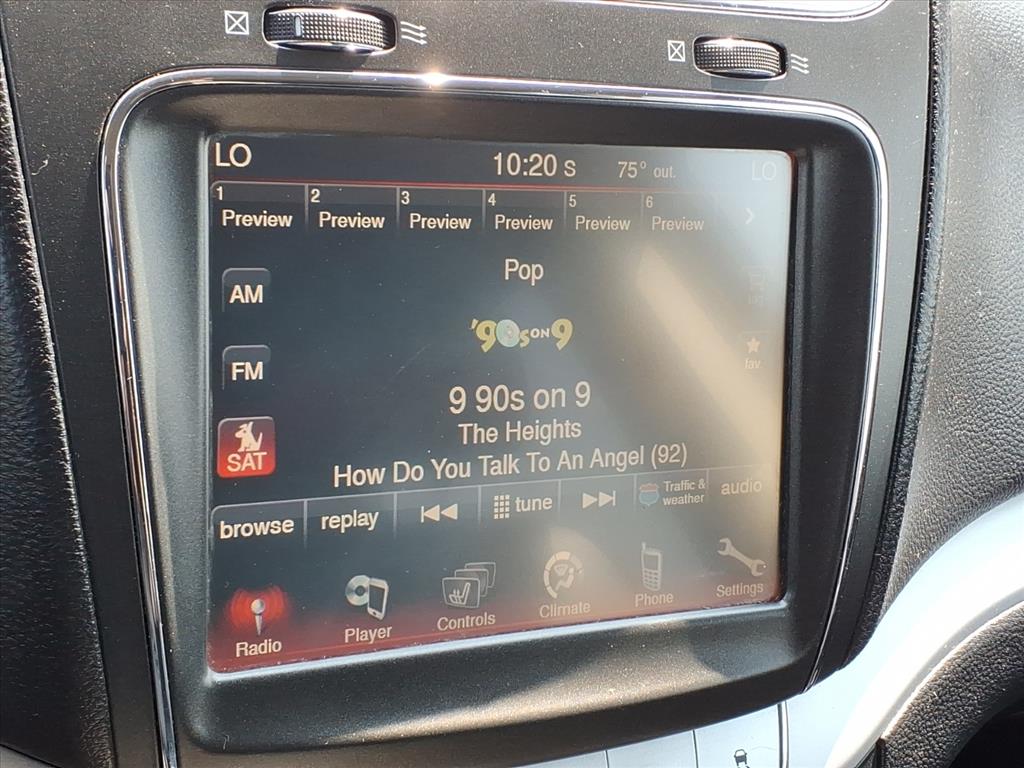 LO 10:20 S 75° out. LO
1 2 3 4 5 6
Preview Preview Preview Preview Preview Preview
Pop
AM
'90s ON 9
FM
fav.
9 90s on 9
The Heights
SAT
How Do You Talk To An Angel (92)
browse replay tune Traffic & weather audio
Radio Player Controls Climate Phone Settings